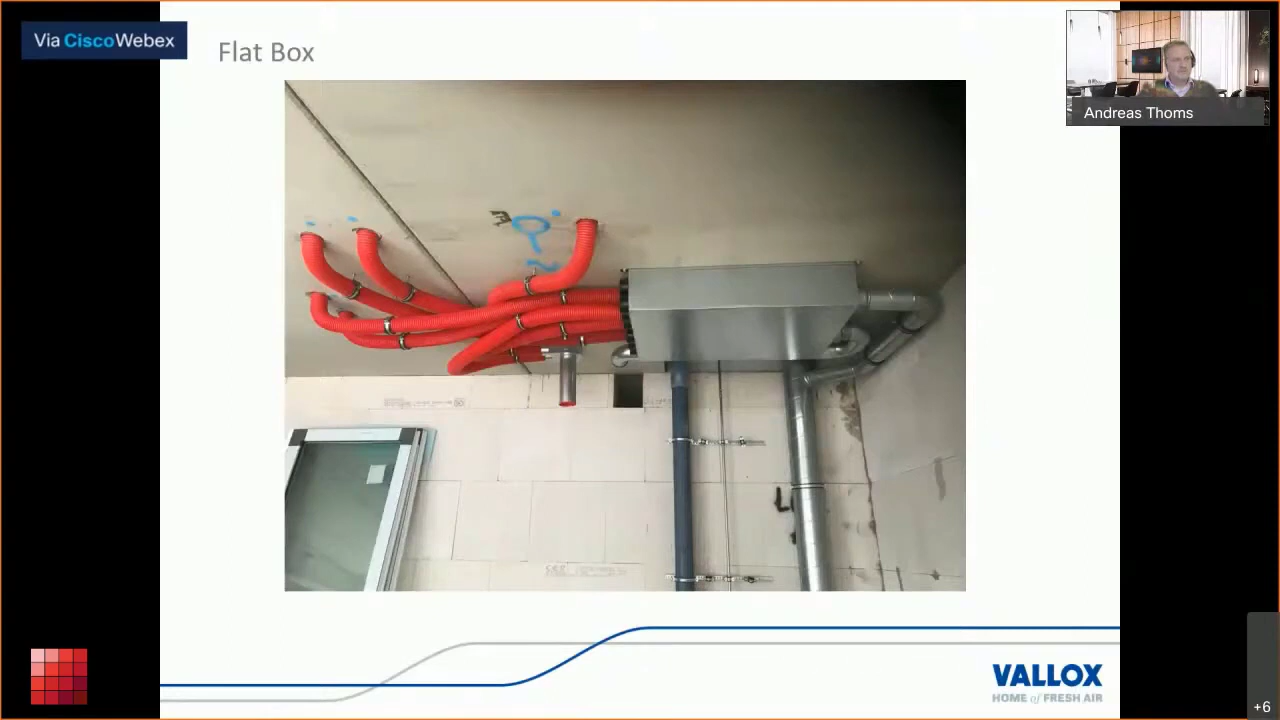 Via CiscoWebex
Flat Box
Andreas Thoms
VALLOX
HOME of FRESH AIR
+6